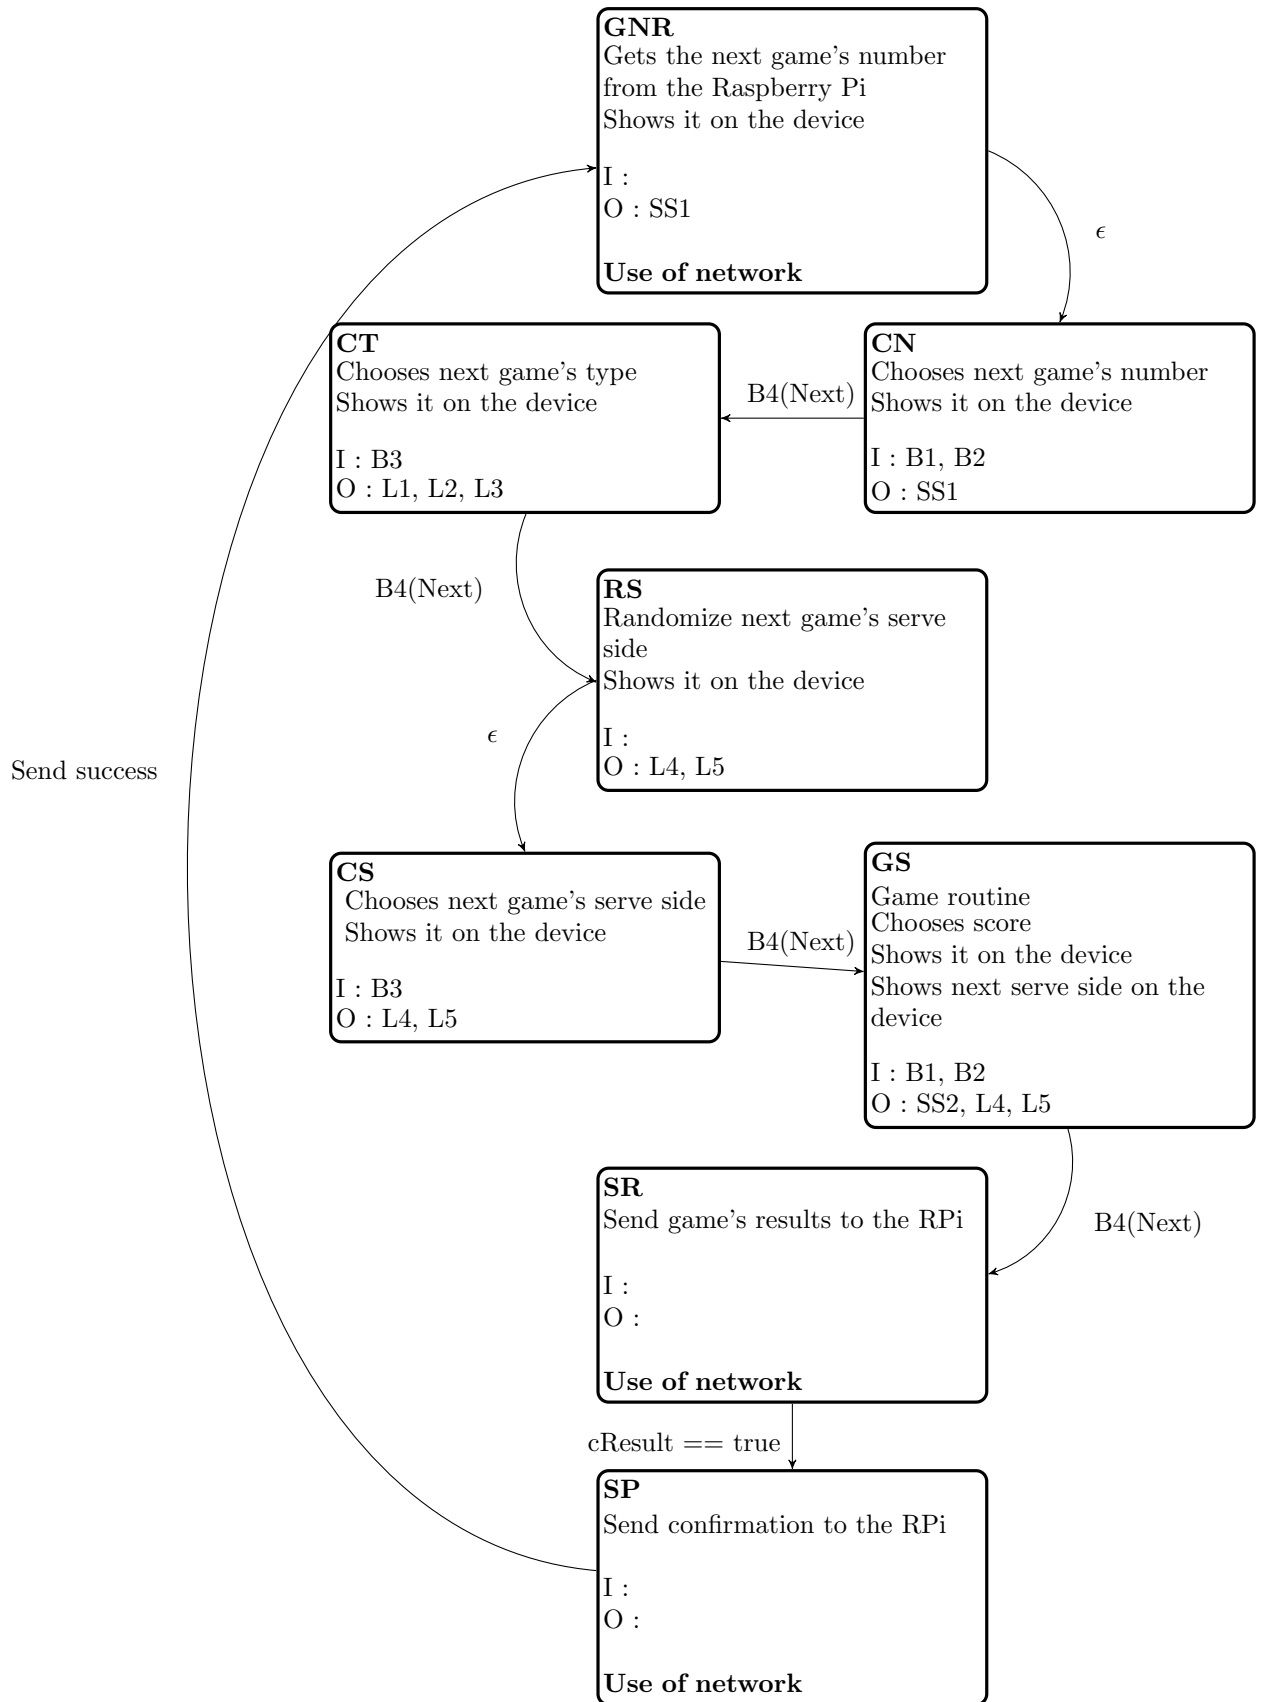 GNR
Gets the next game's number
from the Raspberry Pi
Shows it on the device
I :
O : SS1
Use of network
ϵ
CT
Chooses next game's type
Shows it on the device
I : B3
O : L1, L2, L3
B4(Next)
CN
Chooses next game's number
Shows it on the device
I : B1, B2
O : SS1
B4(Next)
RS
Randomize next game's serve
side
Shows it on the device
I :
O : L4, L5
ϵ
Send success
CS
Chooses next game's serve side
Shows it on the device
I : B3
O : L4, L5
B4(Next)
GS
Game routine
Chooses score
Shows it on the device
Shows next serve side on the
device
I : B1, B2
O : SS2, L4, L5
B4(Next)
SR
Send game's results to the RPi
I :
O :
Use of network
cResult == true
SP
Send confirmation to the RPi
I :
O :
Use of network